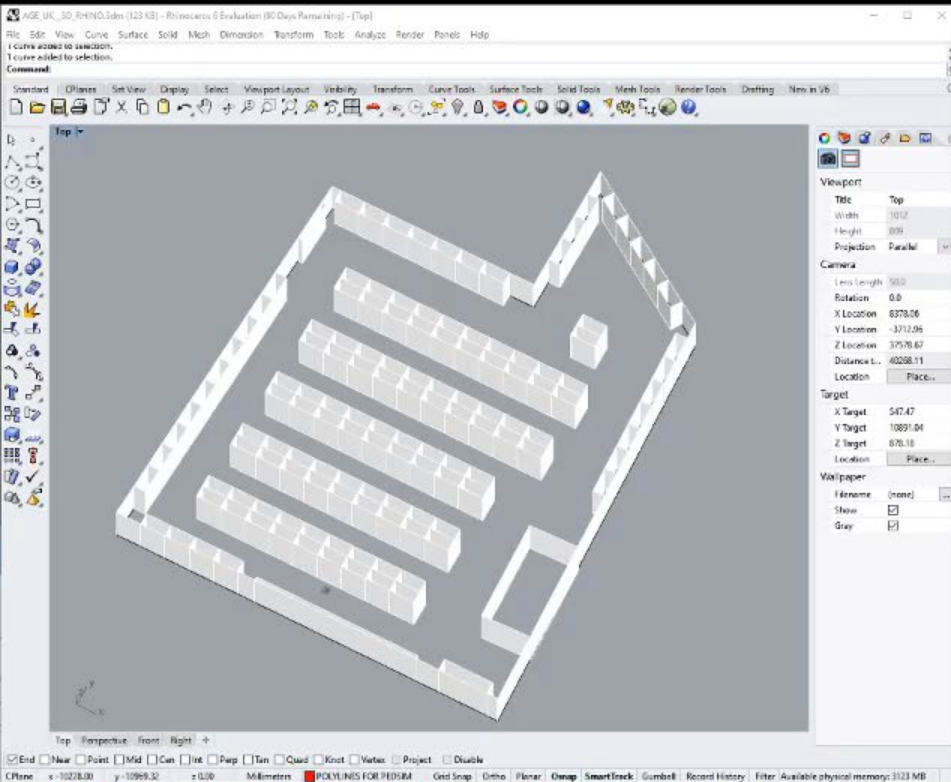 AGE_UK__3D_RHINO.3dm (123 KB) - Rhinoceros 6 Evaluation (90 Days Remaining) - [Top]
File Edit View Curve Surface Solid Mesh Dimension Transform Tools Analyze Render Panels Help
1 curve added to selection.
1 curve added to selection.
Command:
Standard CPlanes Set View Display Select Viewport Layout Visibility Transform Curve Tools Surface Tools Solid Tools Mesh Tools Render Tools Drafting New in V6
Top
Viewport
Title Top
Width 1012
Height 809
Projection Parallel
Camera
Lens Length 50.0
Rotation 0.0
X Location 8378.06
Y Location -3712.96
Z Location 37578.67
Distance t... 40268.11
Location Place...
Target
X Target 547.47
Y Target 10891.04
Z Target 878.18
Location Place...
Wallpaper
Filename (none) ...
Show
Gray
y
x
Top Perspective Front Right
End Near Point Mid Cen Int Perp Tan Quad Knot Vertex Project Disable
CPlane x -10228.00 y -10969.32 z 0.00 Millimeters POLYLINES FOR PEDSIM Grid Snap Ortho Planar Osnap SmartTrack Gumball Record History Filter Available physical memory: 3123 MB